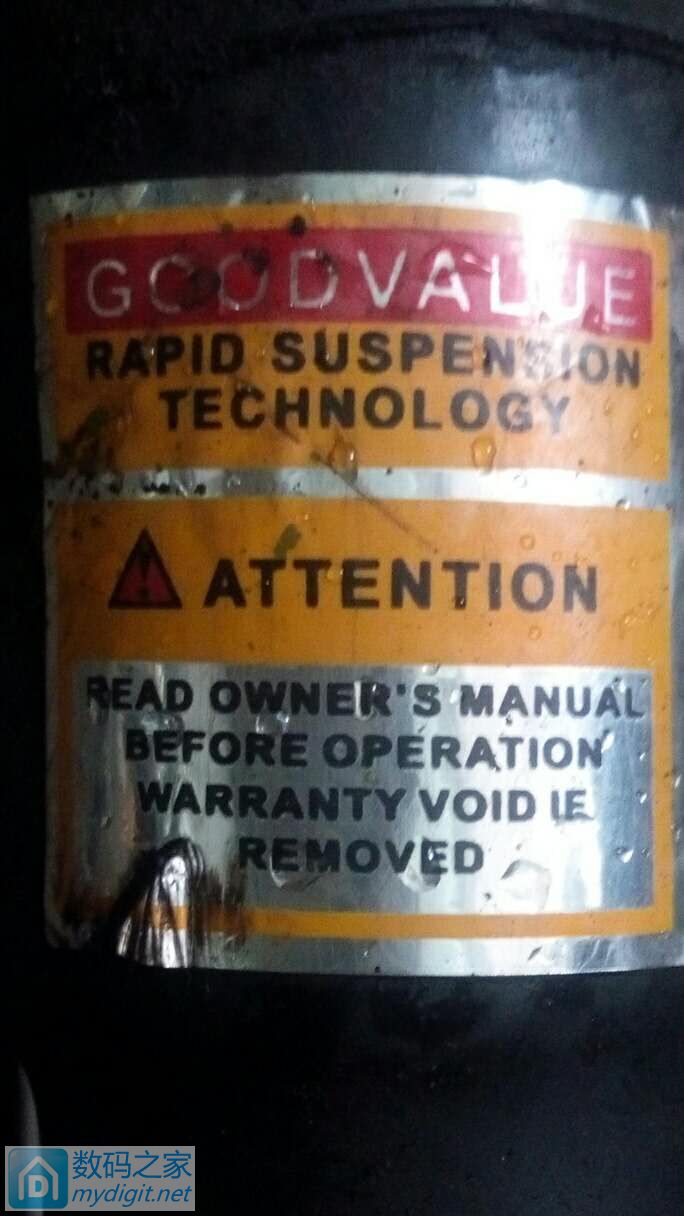 GOODVALUE
RAPID SUSPENSION
TECHNOLOGY
ATTENTION
READ OWNER'S MANUAL
BEFORE OPERATION
WARRANTY VOID IE
REMOVED
数码之家
mydigit.net